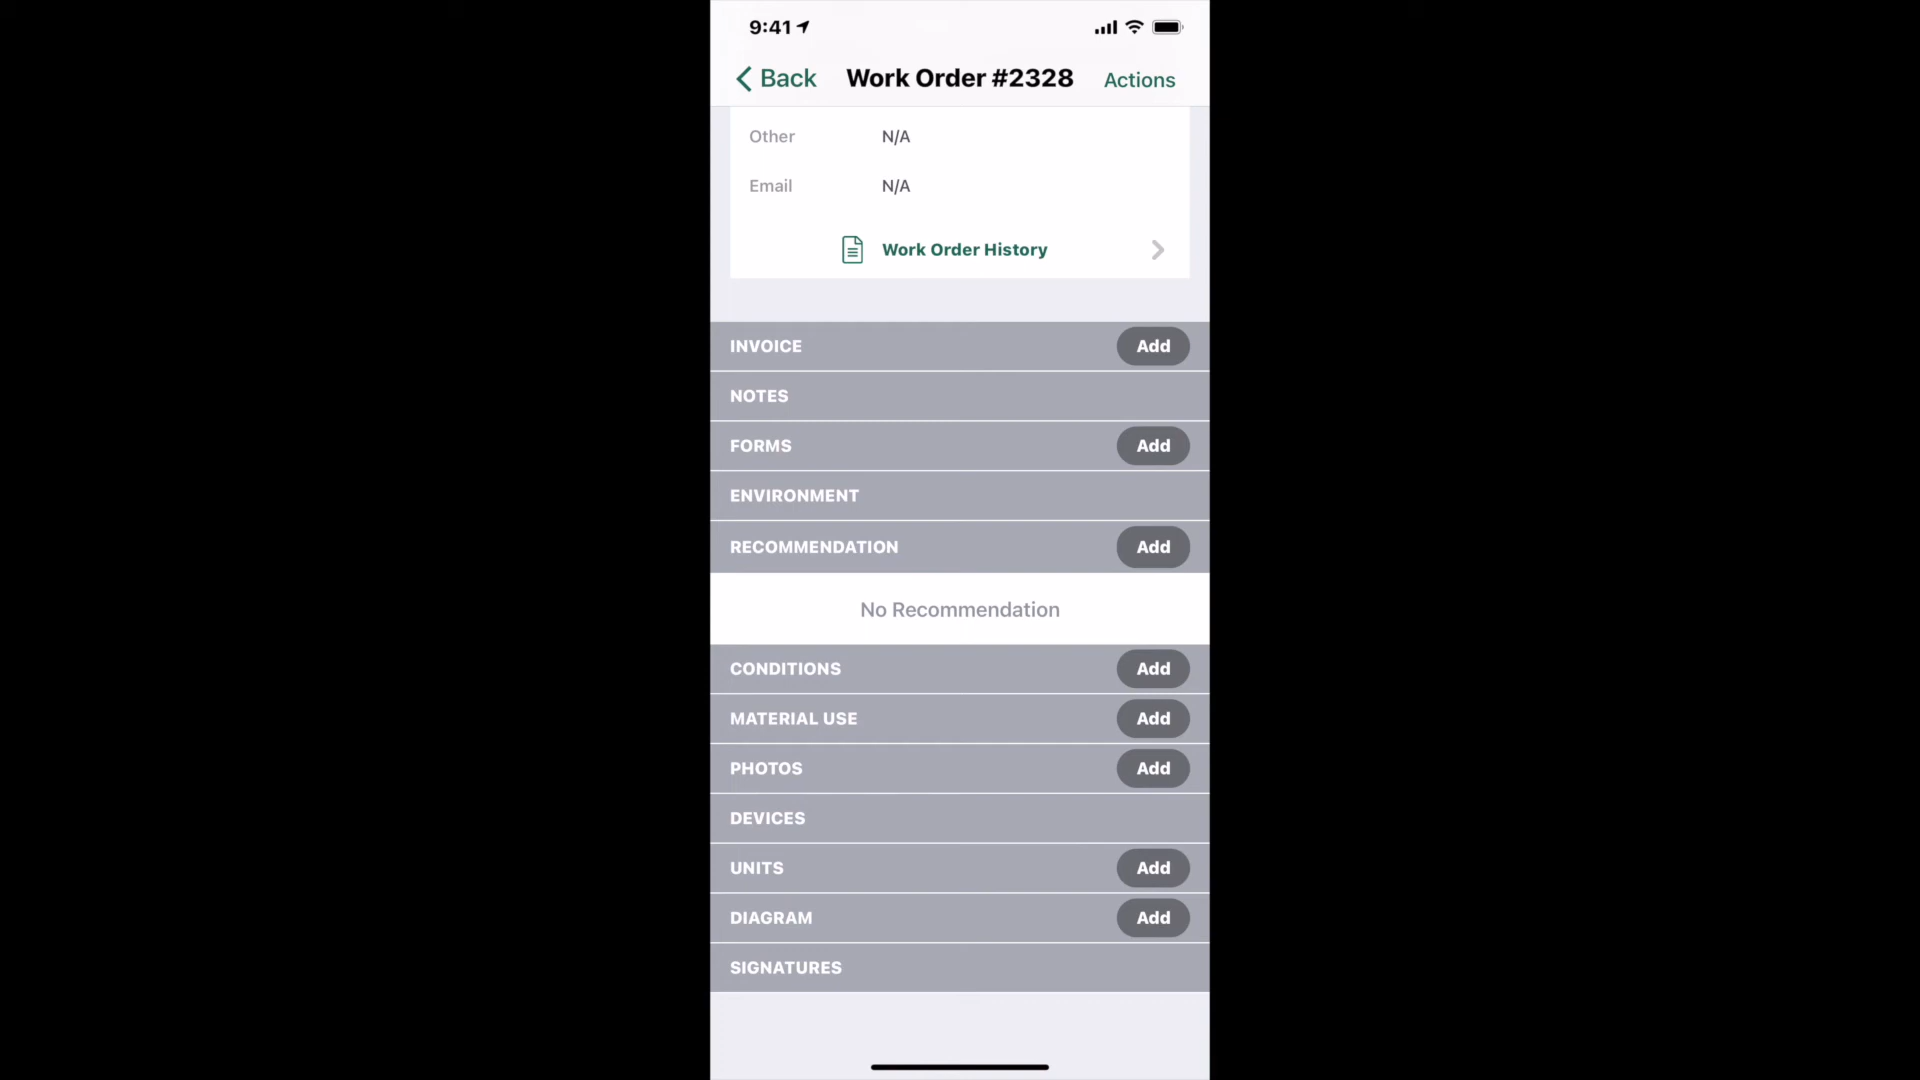 9:41
Back Work Order #2328 Actions
Other N/A
Email N/A
Work Order History
INVOICE Add
NOTES
FORMS Add
ENVIRONMENT
RECOMMENDATION Add
No Recommendation
CONDITIONS Add
MATERIAL USE Add
PHOTOS Add
DEVICES
UNITS Add
DIAGRAM Add
SIGNATURES